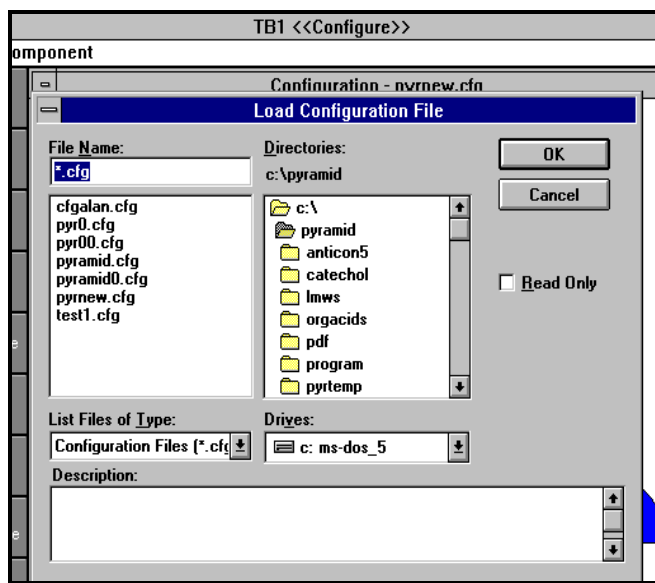 TB1 <<Configure>>
omponent
Configuration - pyrnew.cfg
Load Configuration File
File Name:
*.cfg
cfgalan.cfg
pyr0.cfg
pyr00.cfg
pyramid.cfg
pyramid0.cfg
pyrnew.cfg
test1.cfg
Directories:
c:\pyramid
c:\
pyramid
anticon5
catechol
lmws
orgacids
pdf
program
pyrtemp
OK
Cancel
Read Only
List Files of Type:
Configuration Files (*.cfg
Drives:
c: ms-dos_5
Description:
e
e